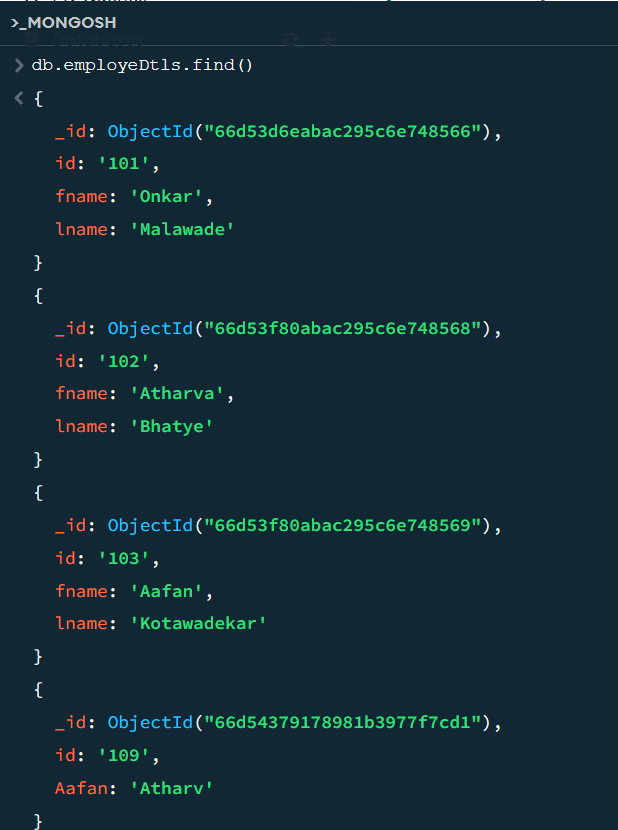 >_MONGOSH
> db.employeDtls.find()
< {
_id: ObjectId("66d53d6eabac295c6e748566"),
id: '101',
fname: 'Onkar',
lname: 'Malawade'
}
{
_id: ObjectId("66d53f80abac295c6e748568"),
id: '102',
fname: 'Atharva',
lname: 'Bhatye'
}
{
_id: ObjectId("66d53f80abac295c6e748569"),
id: '103',
fname: 'Aafan',
lname: 'Kotawadekar'
}
{
_id: ObjectId("66d54379178981b3977f7cd1"),
id: '109',
Aafan: 'Atharv'
}